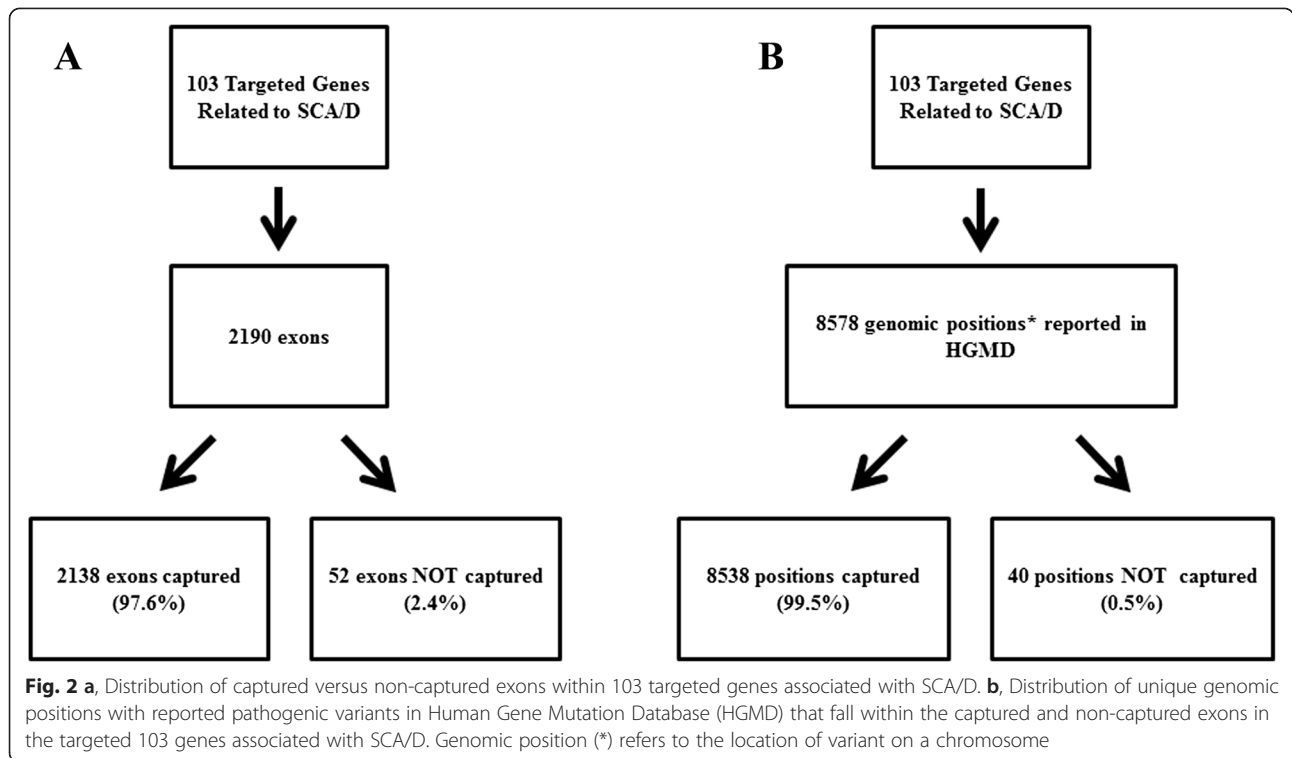 A
103 Targeted Genes
Related to SCA/D
2190 exons
2138 exons captured
(97.6%)
52 exons NOT captured
(2.4%)
B
103 Targeted Genes
Related to SCA/D
8578 genomic positions* reported in
HGMD
8538 positions captured
(99.5%)
40 positions NOT captured
(0.5%)
Fig. 2 a, Distribution of captured versus non-captured exons within 103 targeted genes associated with SCA/D. b, Distribution of unique genomic
positions with reported pathogenic variants in Human Gene Mutation Database (HGMD) that fall within the captured and non-captured exons in
the targeted 103 genes associated with SCA/D. Genomic position (*) refers to the location of variant on a chromosome